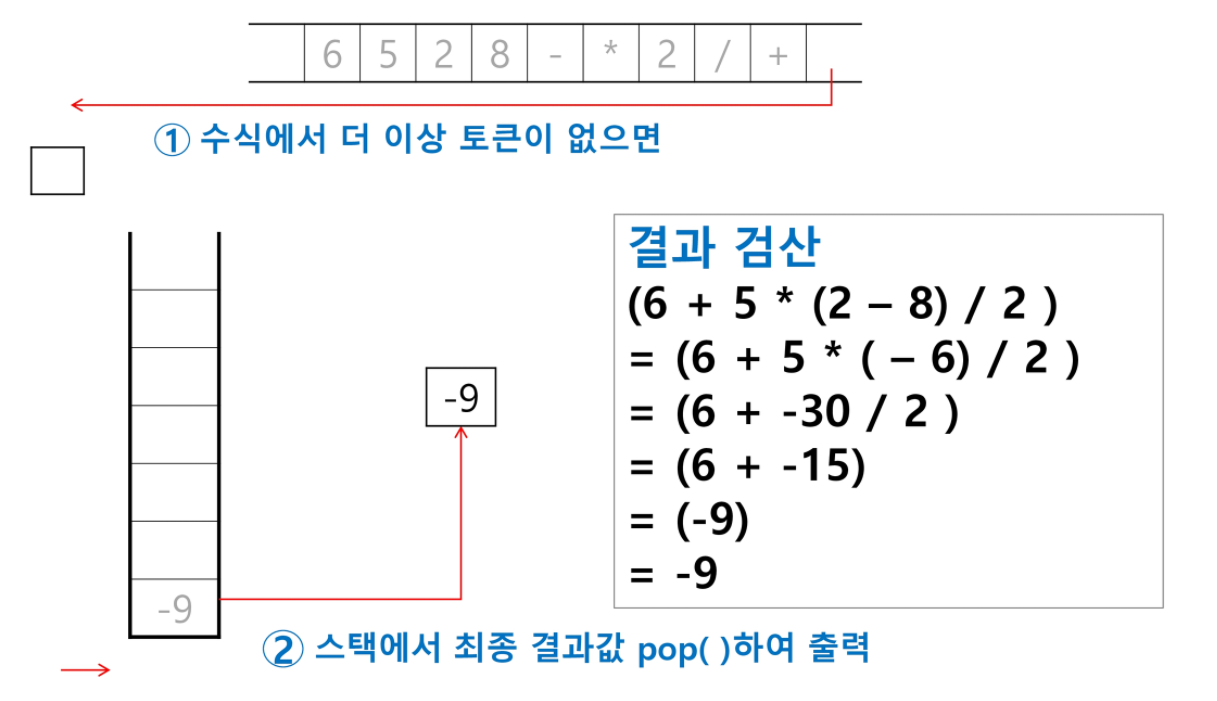 6 5 2 8 - * 2 / +
① 수식에서 더 이상 토큰이 없으면
결과 검산
(6 + 5 * (2 – 8) / 2 )
= (6 + 5 * ( – 6) / 2 )
= (6 + -30 / 2 )
= (6 + -15)
= (-9)
= -9
-9
-9
② 스택에서 최종 결과값 pop( )하여 출력